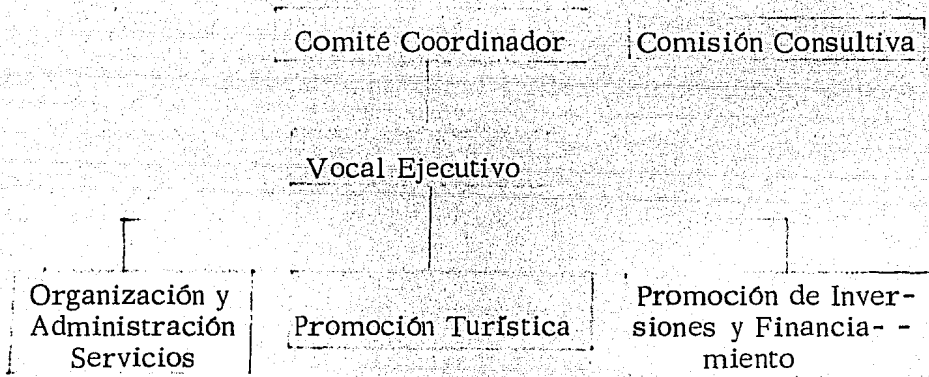 Comité Coordinador
Comisión Consultiva
Vocal Ejecutivo
Organización y
Administración
Servicios
Promoción Turística
Promoción de Inver-
siones y Financia- -
miento